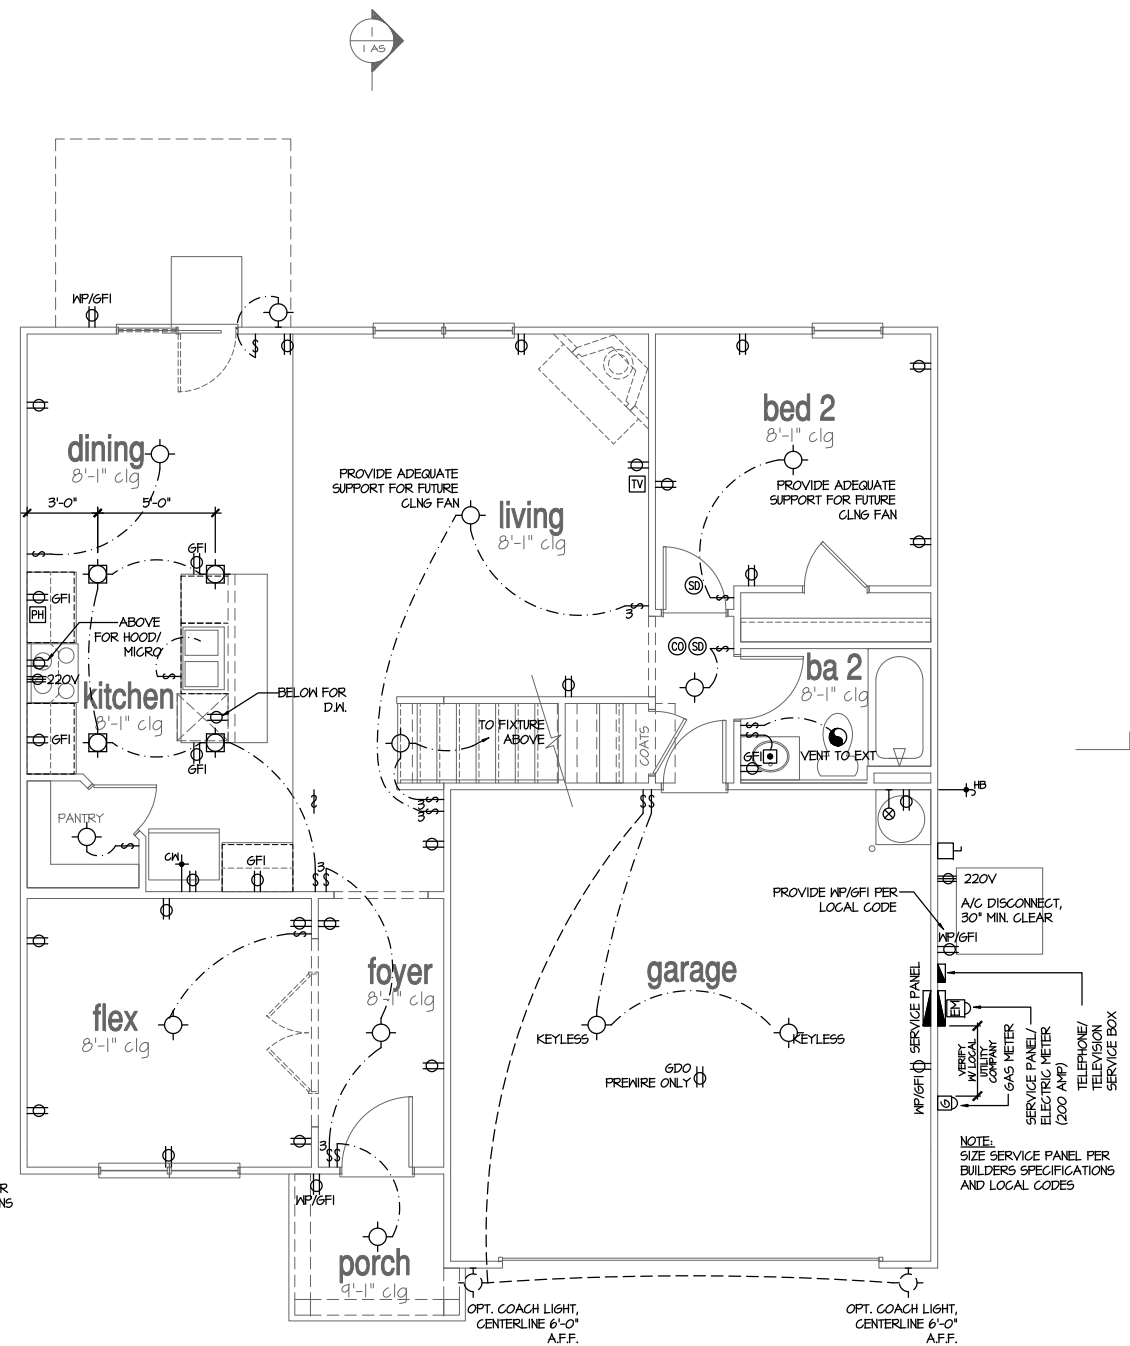 1
1 AS
WP/GFI
dining
8'-1" clg
3'-0"
5'-0"
GFI
GFI
PH
ABOVE
FOR HOOD/
MICRO
220V
kitchen
8'-1" clg
GFI
GFI
BELOW FOR
D.W.
PROVIDE ADEQUATE
SUPPORT FOR FUTURE
CLNG FAN
living
8'-1" clg
TV
3
bed 2
8'-1" clg
PROVIDE ADEQUATE
SUPPORT FOR FUTURE
CLNG FAN
SD
CO
SD
ba 2
8'-1" clg
GFI
VENT TO EXT
TO FIXTURE
ABOVE
COATS
3
3
PANTRY
CW
GFI
3
HB
220V
A/C DISCONNECT,
30" MIN. CLEAR
PROVIDE WP/GFI PER
LOCAL CODE
WP/GFI
flex
8'-1" clg
foyer
8'-1" clg
garage
KEYLESS
KEYLESS
GDO
PREWIRE ONLY
SERVICE PANEL
WP/GFI
EM
G
VERIFY
W/ LOCAL
UTILITY
COMPANY
GAS METER
SERVICE PANEL/
ELECTRIC METER
(200 AMP)
TELEPHONE/
TELEVISION
SERVICE BOX
NOTE:
SIZE SERVICE PANEL PER
BUILDERS SPECIFICATIONS
AND LOCAL CODES
3
WP/GFI
R
NS
porch
9'-1" clg
OPT. COACH LIGHT,
CENTERLINE 6'-0"
A.F.F.
OPT. COACH LIGHT,
CENTERLINE 6'-0"
A.F.F.